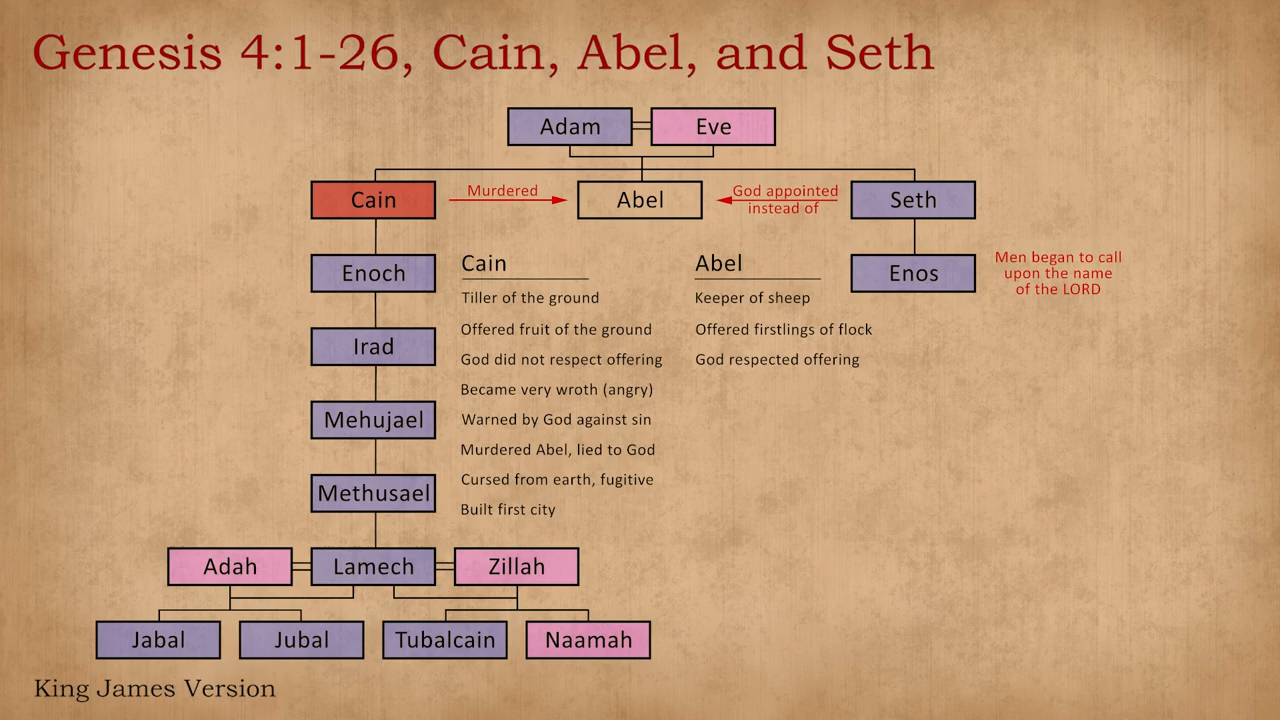 Genesis 4:1-26, Cain, Abel, and Seth
Adam
Eve
Cain
Murdered
Abel
God appointed
instead of
Seth
Enoch
Enos
Men began to call
upon the name
of the LORD
Cain
Tiller of the ground
Offered fruit of the ground
God did not respect offering
Became very wroth (angry)
Warned by God against sin
Murdered Abel, lied to God
Cursed from earth, fugitive
Built first city
Abel
Keeper of sheep
Offered firstlings of flock
God respected offering
Irad
Mehujael
Methusael
Adah
Lamech
Zillah
Jabal
Jubal
Tubalcain
Naamah
King James Version